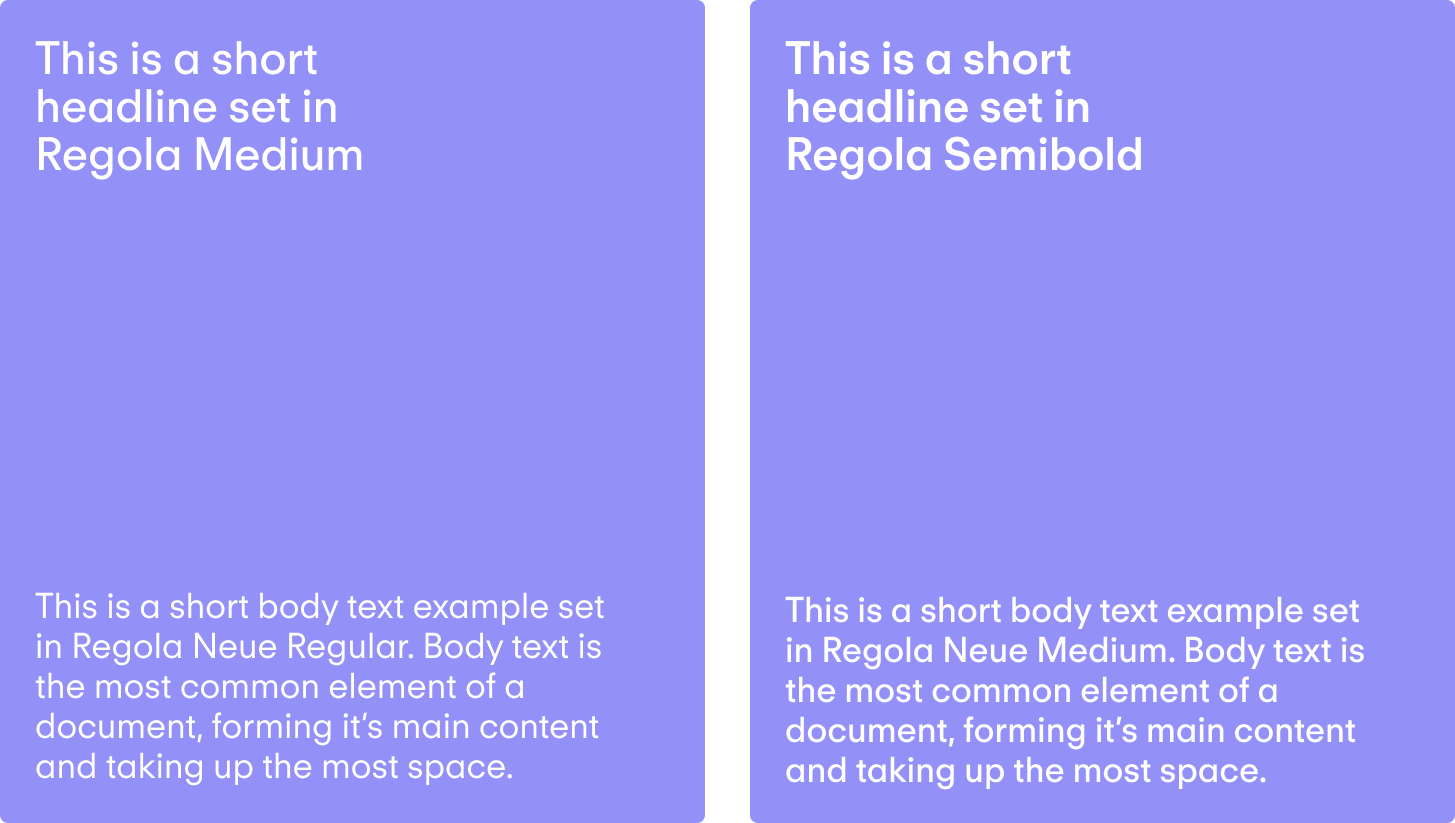 This is a short
headline set in
Regola Medium
This is a short body text example set
in Regola Neue Regular. Body text is
the most common element of a
document, forming it’s main content
and taking up the most space.
This is a short
headline set in
Regola Semibold
This is a short body text example set
in Regola Neue Medium. Body text is
the most common element of a
document, forming it’s main content
and taking up the most space.